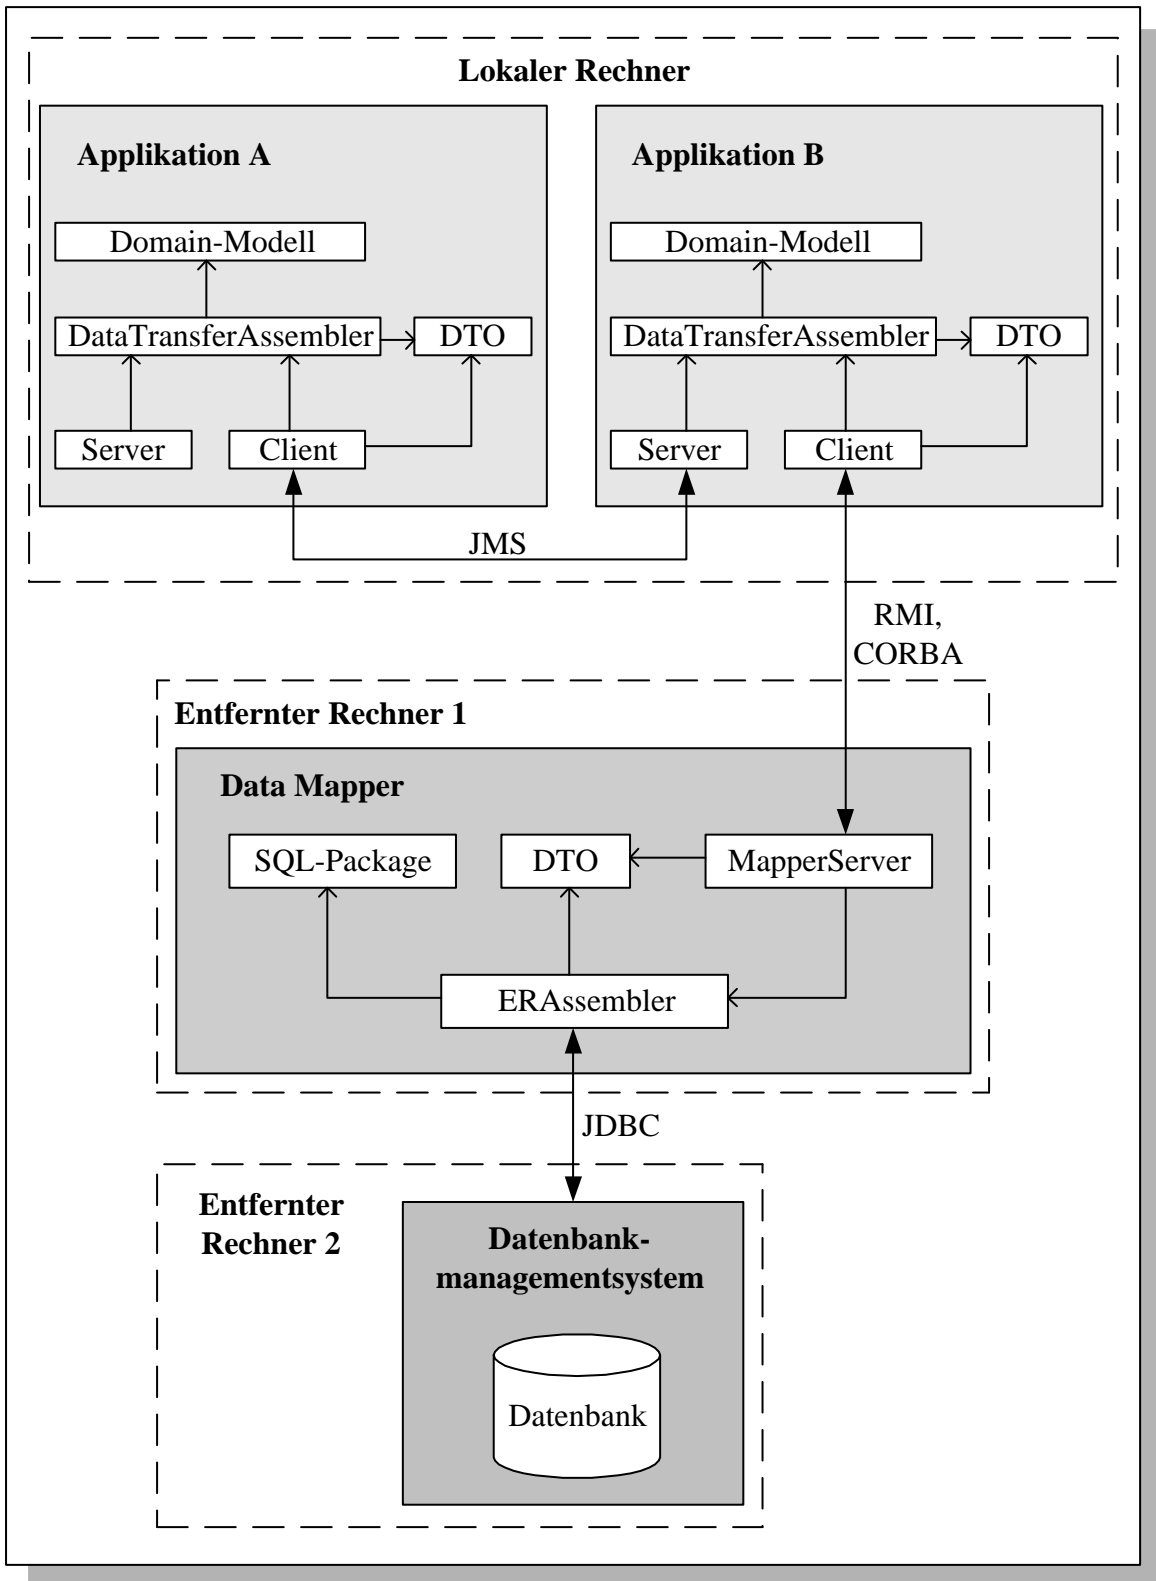 Lokaler Rechner
Applikation A
Domain-Modell
DataTransferAssembler
DTO
Server
Client
Applikation B
Domain-Modell
DataTransferAssembler
DTO
Server
Client
JMS
RMI,
CORBA
Entfernter Rechner 1
Data Mapper
SQL-Package
DTO
MapperServer
ERAssembler
JDBC
Entfernter
Rechner 2
Datenbank-
managementsystem
Datenbank